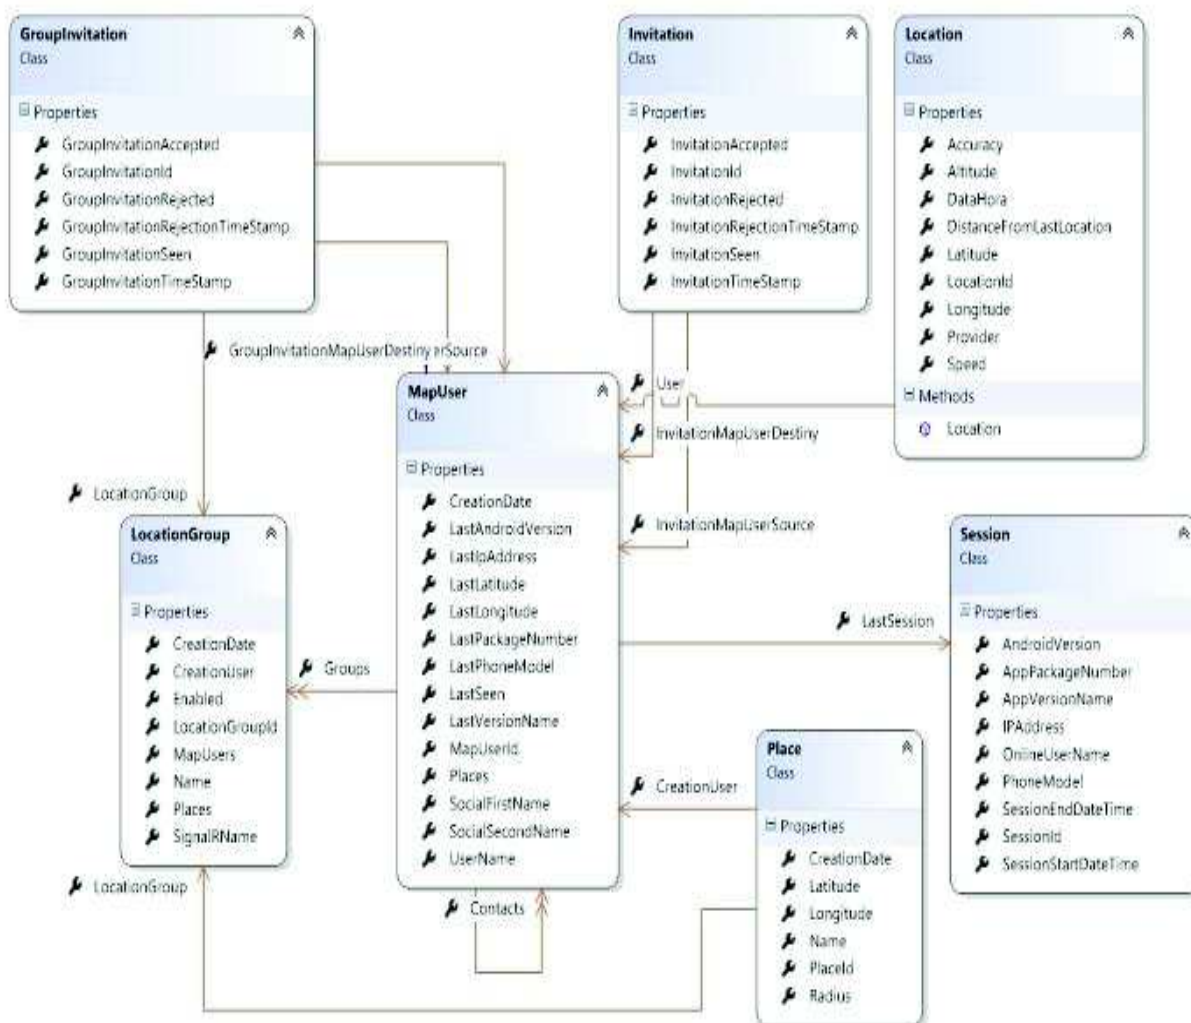 GroupInvitation
Class
Properties
GroupInvitationAccepted
GroupInvitationId
GroupInvitationRejected
GroupInvitationRejectionTimeStamp
GroupInvitationSeen
GroupInvitationTimeStamp
Invitation
Class
Properties
InvitationAccepted
InvitationId
InvitationRejected
InvitationRejectionTimeStamp
InvitationSeen
InvitationTimeStamp
Location
Class
Properties
Accuracy
Altitude
DataHora
DistanceFromLastLocation
Latitude
LocationId
Longitude
Provider
Speed
Methods
Location
GroupInvitationMapUserDestiny erSource
User
InvitationMapUserDestiny
InvitationMapUserSource
LocationGroup
MapUser
Class
Properties
CreationDate
LastAndroidVersion
LastIpAddress
LastLatitude
LastLongitude
LastPackageNumber
LastPhoneModel
LastSeen
LastVersionName
MapUserId
Places
SocialFirstName
SocialSecondName
UserName
LocationGroup
Class
Properties
CreationDate
CreationUser
Enabled
LocationGroupId
MapUsers
Name
Places
SignalRName
Groups
LastSession
Session
Class
Properties
AndroidVersion
AppPackageNumber
AppVersionName
IPAddress
OnlineUserName
PhoneModel
SessionEndDateTime
SessionId
SessionStartDateTime
CreationUser
Place
Class
Properties
CreationDate
Latitude
Longitude
Name
PlaceId
Radius
LocationGroup
Contacts